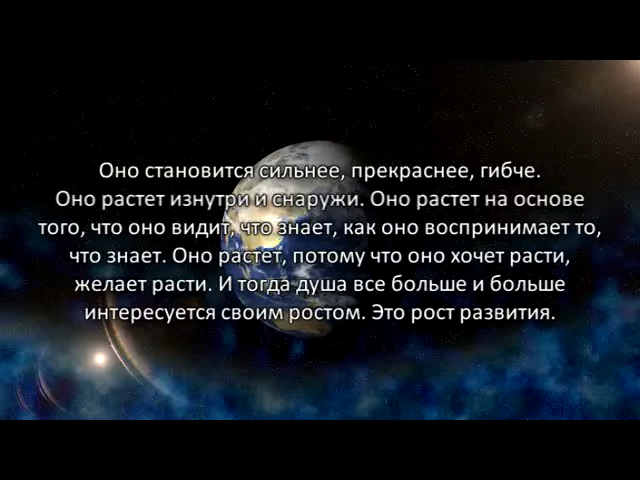 Оно становится сильнее, прекраснее, гибче.
Оно растет изнутри и снаружи. Оно растет на основе
того, что оно видит, что знает, как оно воспринимает то,
что знает. Оно растет, потому что оно хочет расти,
желает расти. И тогда душа все больше и больше
интересуется своим ростом. Это рост развития.